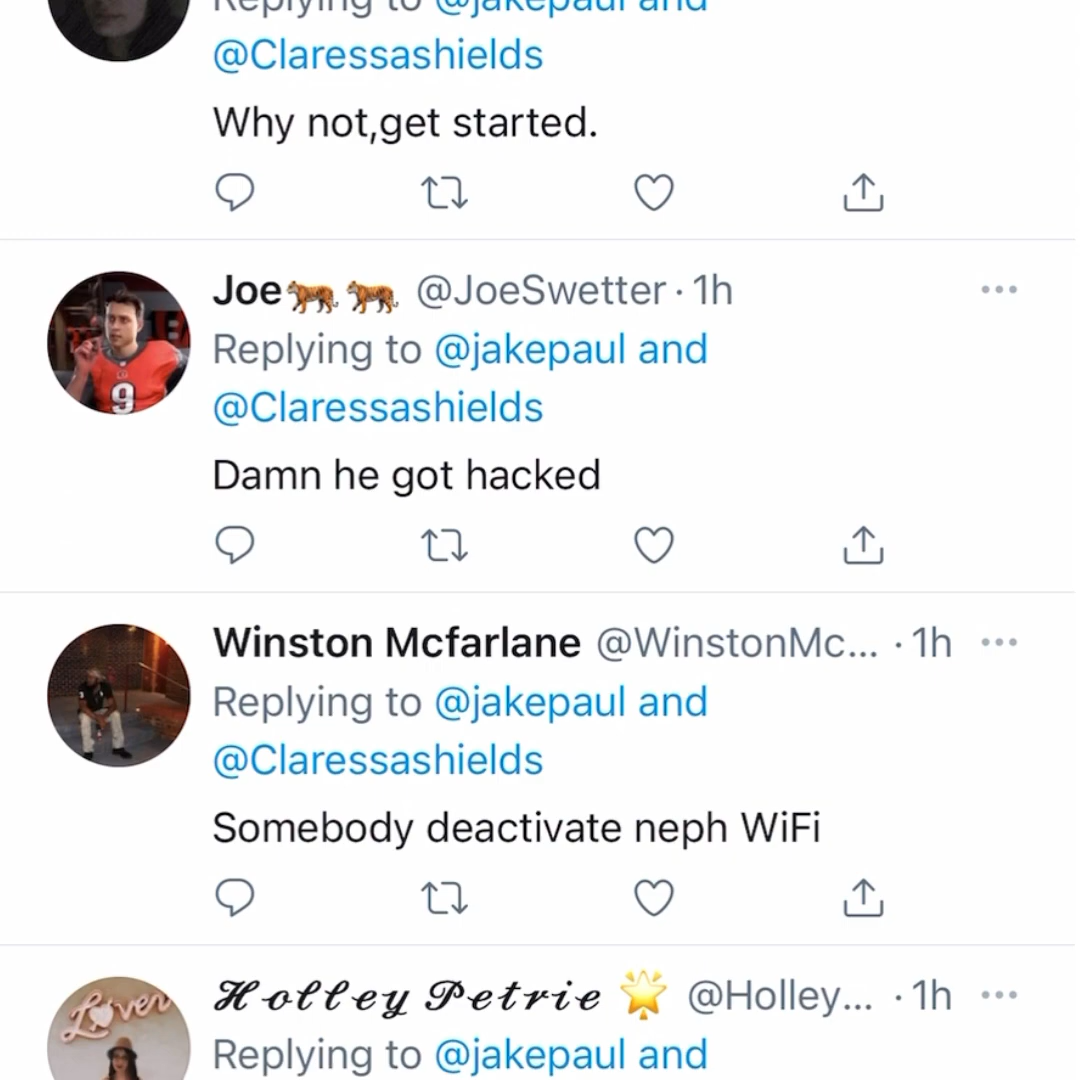 Replying to @jakepaul and
@Claressashields
Why not,get started.
Joe🐅🐅 @JoeSwetter · 1h
Replying to @jakepaul and
@Claressashields
9
Damn he got hacked
Winston Mcfarlane @WinstonMc... · 1h
Replying to @jakepaul and
@Claressashields
Somebody deactivate neph WiFi
𝓗𝓸𝓵𝓵𝓮𝔂 𝓟𝓮𝓽𝓻𝓲𝓮 🌟 @Holley... · 1h
Lover
Replying to @jakepaul and